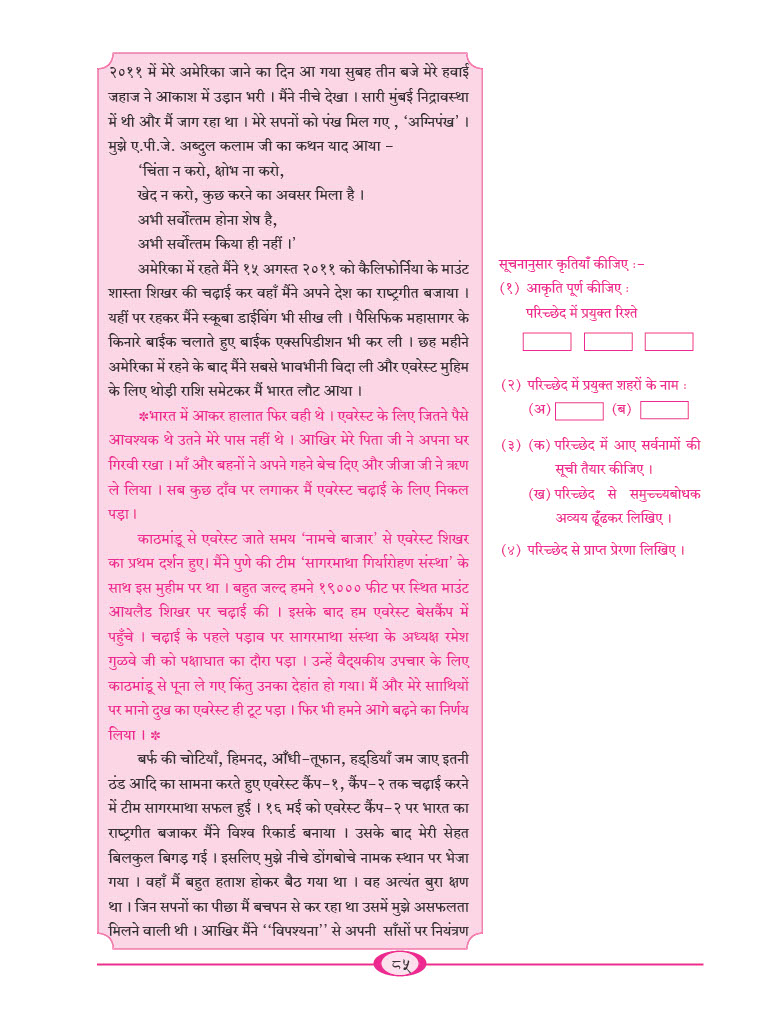 २०११ में मेरे अमेरिका जाने का दिन आ गया सुबह तीन बजे मेरे हवाई
जहाज ने आकाश में उड़ान भरी । मैंने नीचे देखा । सारी मुंबई निद्रावस्था
में थी और मैं जाग रहा था । मेरे सपनों को पंख मिल गए , ‘अग्निपंख’ ।
मुझे ए.पी.जे. अब्दुल कलाम जी का कथन याद आया –
‘चिंता न करो, क्षोभ ना करो,
खेद न करो, कुछ करने का अवसर मिला है ।
अभी सर्वोत्तम होना शेष है,
अभी सर्वोत्तम किया ही नहीं ।’
अमेरिका में रहते मैंने १५ अगस्त २०११ को कैलिफोर्निया के माउंट
शास्ता शिखर की चढ़ाई कर वहाँ मैंने अपने देश का राष्ट्रगीत बजाया ।
यहीं पर रहकर मैंने स्कूबा डाईविंग भी सीख ली । पैसिफिक महासागर के
किनारे बाईक चलाते हुए बाईक एक्सपिडीशन भी कर ली । छह महीने
अमेरिका में रहने के बाद मैंने सबसे भावभीनी विदा ली और एवरेस्ट मुहिम
के लिए थोड़ी राशि समेटकर मैं भारत लौट आया ।
✽भारत में आकर हालात फिर वही थे । एवरेस्ट के लिए जितने पैसे
आवश्यक थे उतने मेरे पास नहीं थे । आखिर मेरे पिता जी ने अपना घर
गिरवी रखा । माँ और बहनों ने अपने गहने बेच दिए और जीजा जी ने ऋण
ले लिया । सब कुछ दाँव पर लगाकर मैं एवरेस्ट चढ़ाई के लिए निकल
पड़ा ।
काठमांडू से एवरेस्ट जाते समय ‘नामचे बाजार’ से एवरेस्ट शिखर
का प्रथम दर्शन हुए। मैंने पुणे की टीम ‘सागरमाथा गिर्यारोहण संस्था’ के
साथ इस मुहीम पर था । बहुत जल्द हमने १९००० फीट पर स्थित माउंट
आयलैड शिखर पर चढ़ाई की । इसके बाद हम एवरेस्ट बेसकैंप में
पहुँचे । चढ़ाई के पहले पड़ाव पर सागरमाथा संस्था के अध्यक्ष रमेश
गुळवे जी को पक्षाघात का दौरा पड़ा । उन्हें वैद्यकीय उपचार के लिए
काठमांडू से पूना ले गए किंतु उनका देहांत हो गया। मैं और मेरे सााथियों
पर मानो दुख का एवरेस्ट ही टूट पड़ा । फिर भी हमने आगे बढ़ने का निर्णय
लिया । ✽
बर्फ की चोटियाँ, हिमनद, आँधी-तूफान, हड्डियाँ जम जाए इतनी
ठंड आदि का सामना करते हुए एवरेस्ट कैंप-१, कैंप-२ तक चढ़ाई करने
में टीम सागरमाथा सफल हुई । १६ मई को एवरेस्ट कैंप-२ पर भारत का
राष्ट्रगीत बजाकर मैंने विश्व रिकार्ड बनाया । उसके बाद मेरी सेहत
बिलकुल बिगड़ गई । इसलिए मुझे नीचे डोंगबोचे नामक स्थान पर भेजा
गया । वहाँ मैं बहुत हताश होकर बैठ गया था । वह अत्यंत बुरा क्षण
था । जिन सपनों का पीछा मैं बचपन से कर रहा था उसमें मुझे असफलता
मिलने वाली थी । आखिर मैंने ‘‘विपश्यना’’ से अपनी साँसों पर नियंत्रण
सूचनानुसार कृतियाँ कीजिए :-
(१) आकृति पूर्ण कीजिए :
परिच्छेद में प्रयुक्त रिश्ते
(२) परिच्छेद में प्रयुक्त शहरों के नाम :
(अ) (ब)
(३) (क) परिच्छेद में आए सर्वनामों की
सूची तैयार कीजिए ।
(ख) परिच्छेद से समुच्च्यबोधक
अव्यय ढूँढकर लिखिए ।
(४) परिच्छेद से प्राप्त प्रेरणा लिखिए ।
८५